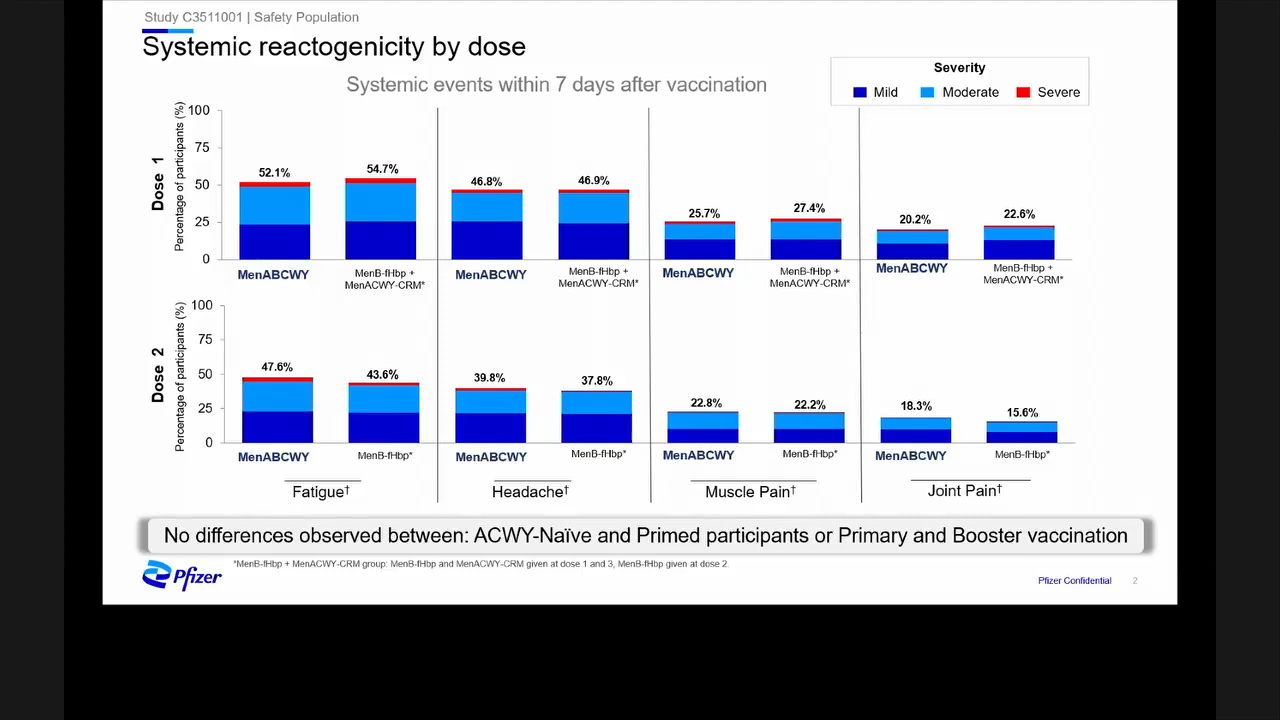 Study C3511001 | Safety Population
Systemic reactogenicity by dose
Systemic events within 7 days after vaccination
Severity
Mild
Moderate
Severe
Dose 1
Percentage of participants (%)
100
75
50
25
0
52.1%
54.7%
46.8%
46.9%
25.7%
27.4%
20.2%
22.6%
MenABCWY
MenB-fHbp +
MenACWY-CRM*
MenABCWY
MenB-fHbp +
MenACWY-CRM*
MenABCWY
MenB-fHbp +
MenACWY-CRM*
MenABCWY
MenB-fHbp +
MenACWY-CRM*
Dose 2
Percentage of participants (%)
100
75
50
25
0
47.6%
43.6%
39.8%
37.8%
22.8%
22.2%
18.3%
15.6%
MenABCWY
MenB-fHbp*
MenABCWY
MenB-fHbp*
MenABCWY
MenB-fHbp*
MenABCWY
MenB-fHbp*
Fatigue†
Headache†
Muscle Pain†
Joint Pain†
No differences observed between: ACWY-Naïve and Primed participants or Primary and Booster vaccination
*MenB-fHbp + MenACWY-CRM group: MenB-fHbp and MenACWY-CRM given at dose 1 and 3, MenB-fHbp given at dose 2.
Pfizer
Pfizer Confidential
2